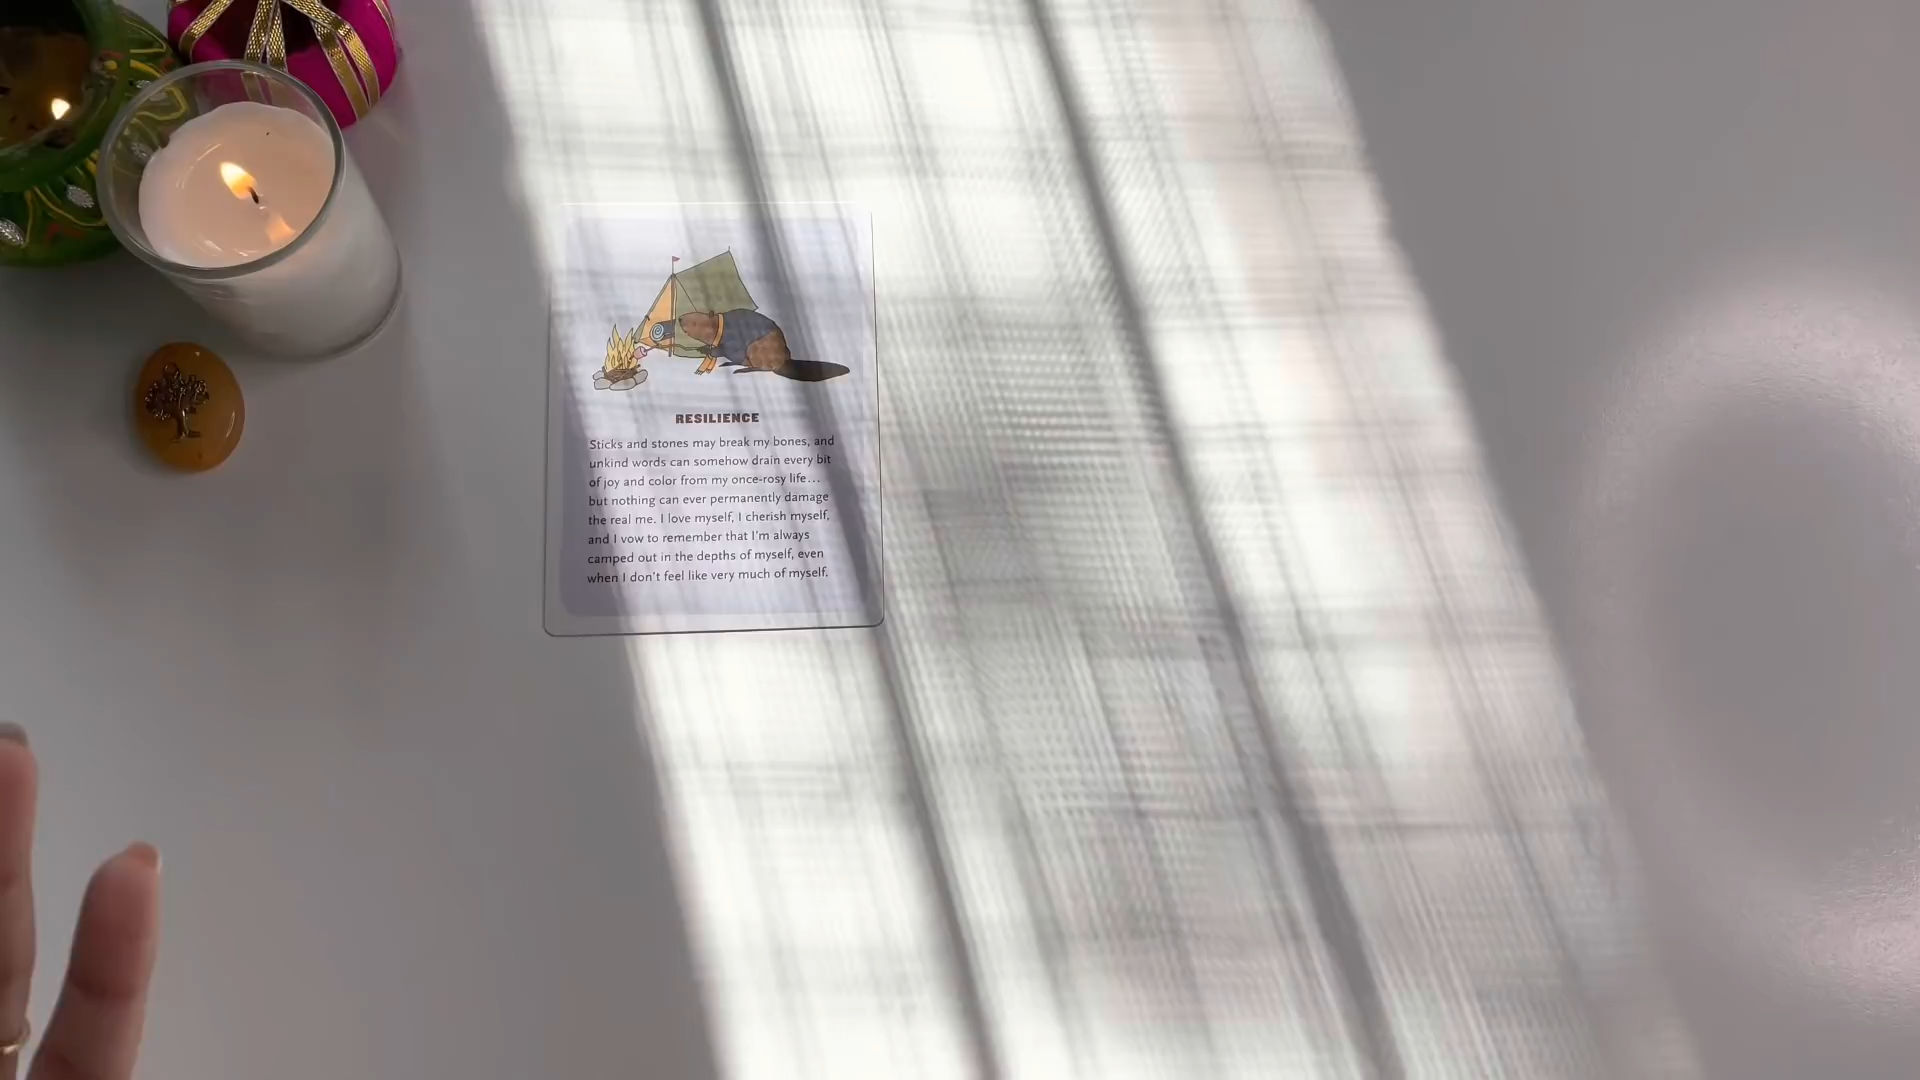 RESILIENCE
Sticks and stones may break my bones, and
unkind words can somehow drain every bit
of joy and color from my once-rosy life...
but nothing can ever permanently damage
the real me. I love myself, I cherish myself,
and I vow to remember that I'm always
camped out in the depths of myself, even
when I don't feel like very much of myself.